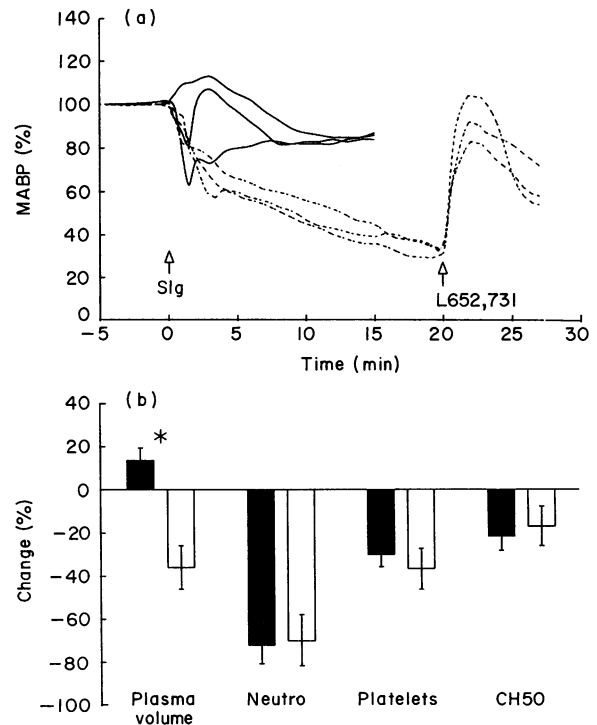 (a)
140
120
100
80
60
40
20
0
MABP (%)
SIg
L652,731
-5
0
5
10
15
20
25
30
Time (min)
(b)
40
20
0
-20
-40
-60
-80
-100
Change (%)
*
Plasma
volume
Neutro
Platelets
CH50